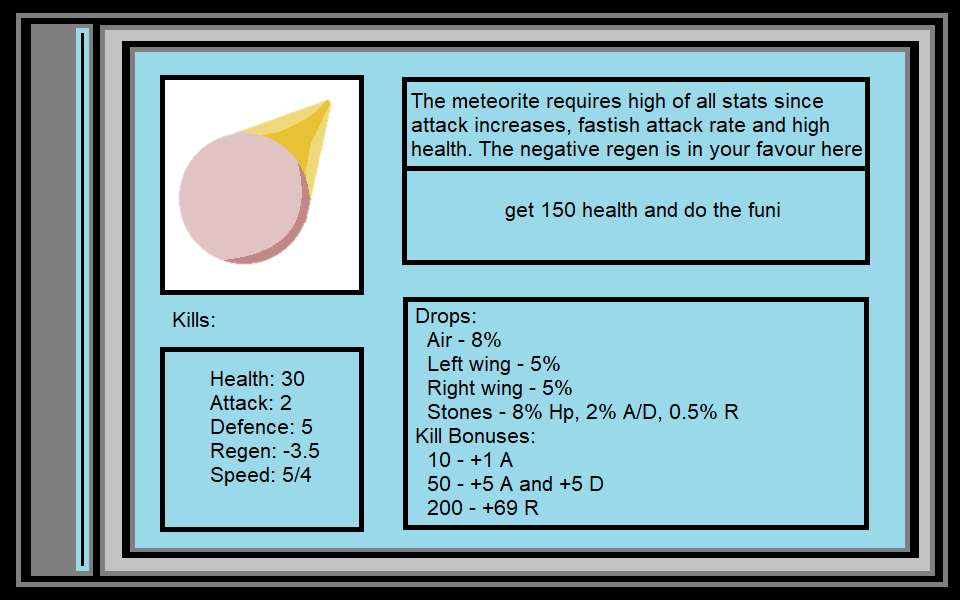 The meteorite requires high of all stats since
attack increases, fastish attack rate and high
health. The negative regen is in your favour here
get 150 health and do the funi
Kills:
Health: 30
Attack: 2
Defence: 5
Regen: -3.5
Speed: 5/4
Drops:
Air - 8%
Left wing - 5%
Right wing - 5%
Stones - 8% Hp, 2% A/D, 0.5% R
Kill Bonuses:
10 - +1 A
50 - +5 A and +5 D
200 - +69 R